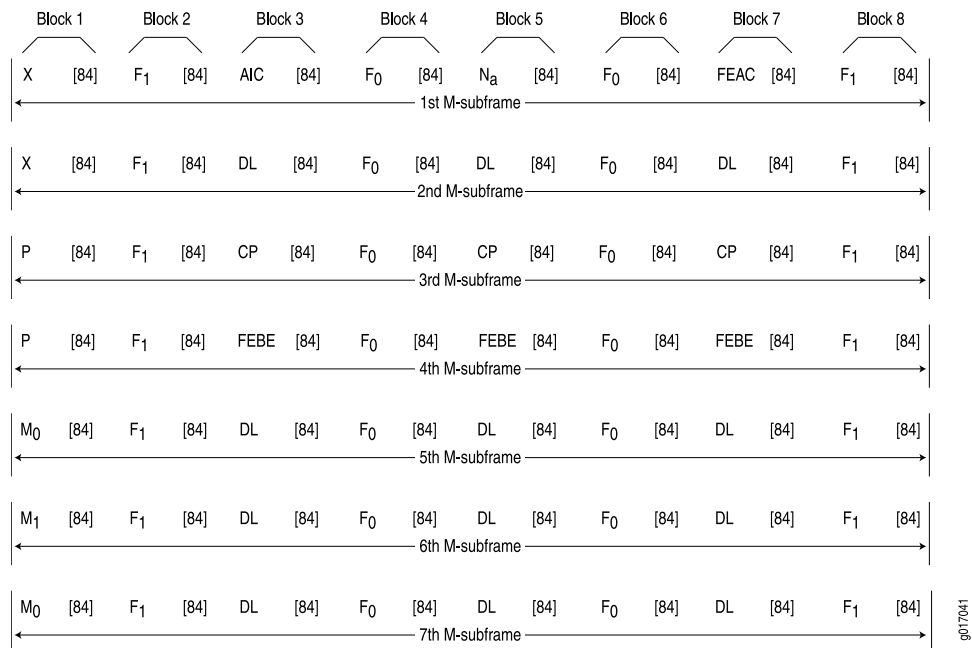 Block 1 Block 2 Block 3 Block 4 Block 5 Block 6 Block 7 Block 8
X [84] F1 [84] AIC [84] F0 [84] Na [84] F0 [84] FEAC [84] F1 [84]
1st M-subframe
X [84] F1 [84] DL [84] F0 [84] DL [84] F0 [84] DL [84] F1 [84]
2nd M-subframe
P [84] F1 [84] CP [84] F0 [84] CP [84] F0 [84] CP [84] F1 [84]
3rd M-subframe
P [84] F1 [84] FEBE [84] F0 [84] FEBE [84] F0 [84] FEBE [84] F1 [84]
4th M-subframe
M0 [84] F1 [84] DL [84] F0 [84] DL [84] F0 [84] DL [84] F1 [84]
5th M-subframe
M1 [84] F1 [84] DL [84] F0 [84] DL [84] F0 [84] DL [84] F1 [84]
6th M-subframe
M0 [84] F1 [84] DL [84] F0 [84] DL [84] F0 [84] DL [84] F1 [84]
7th M-subframe
g017041